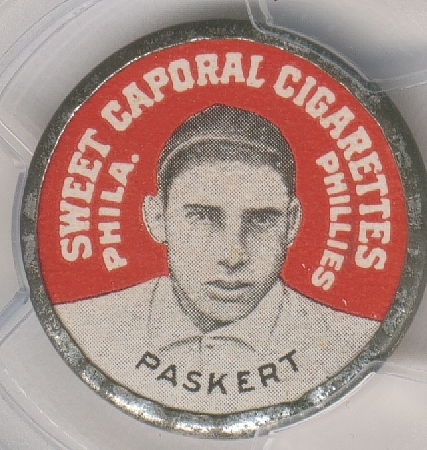 SWEET CAPORAL CIGARETTES
PHILA.
PHILLIES
PASKERT